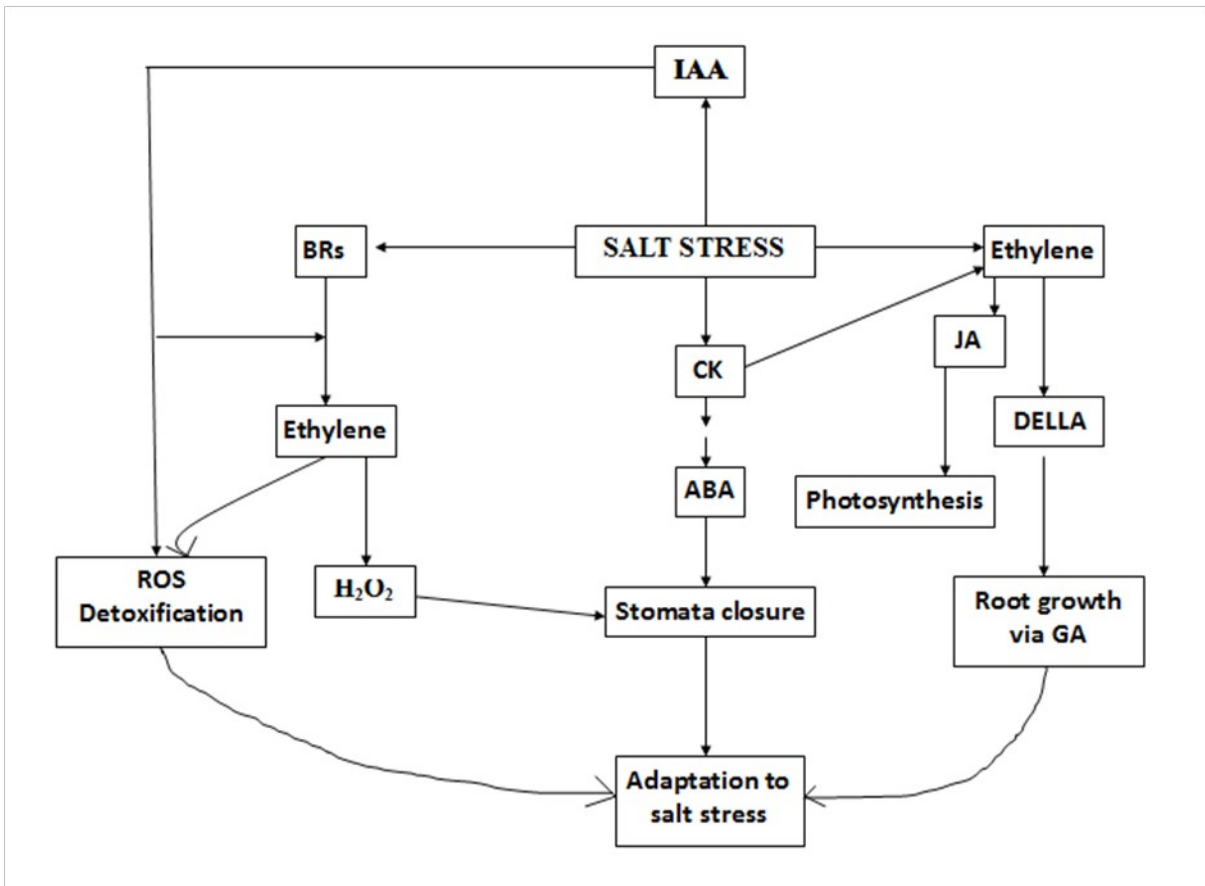 IAA
BRs
SALT STRESS
Ethylene
JA
CK
DELLA
Ethylene
ABA
Photosynthesis
ROS
Detoxification
H₂O₂
Stomata closure
Root growth
via GA
Adaptation to
salt stress